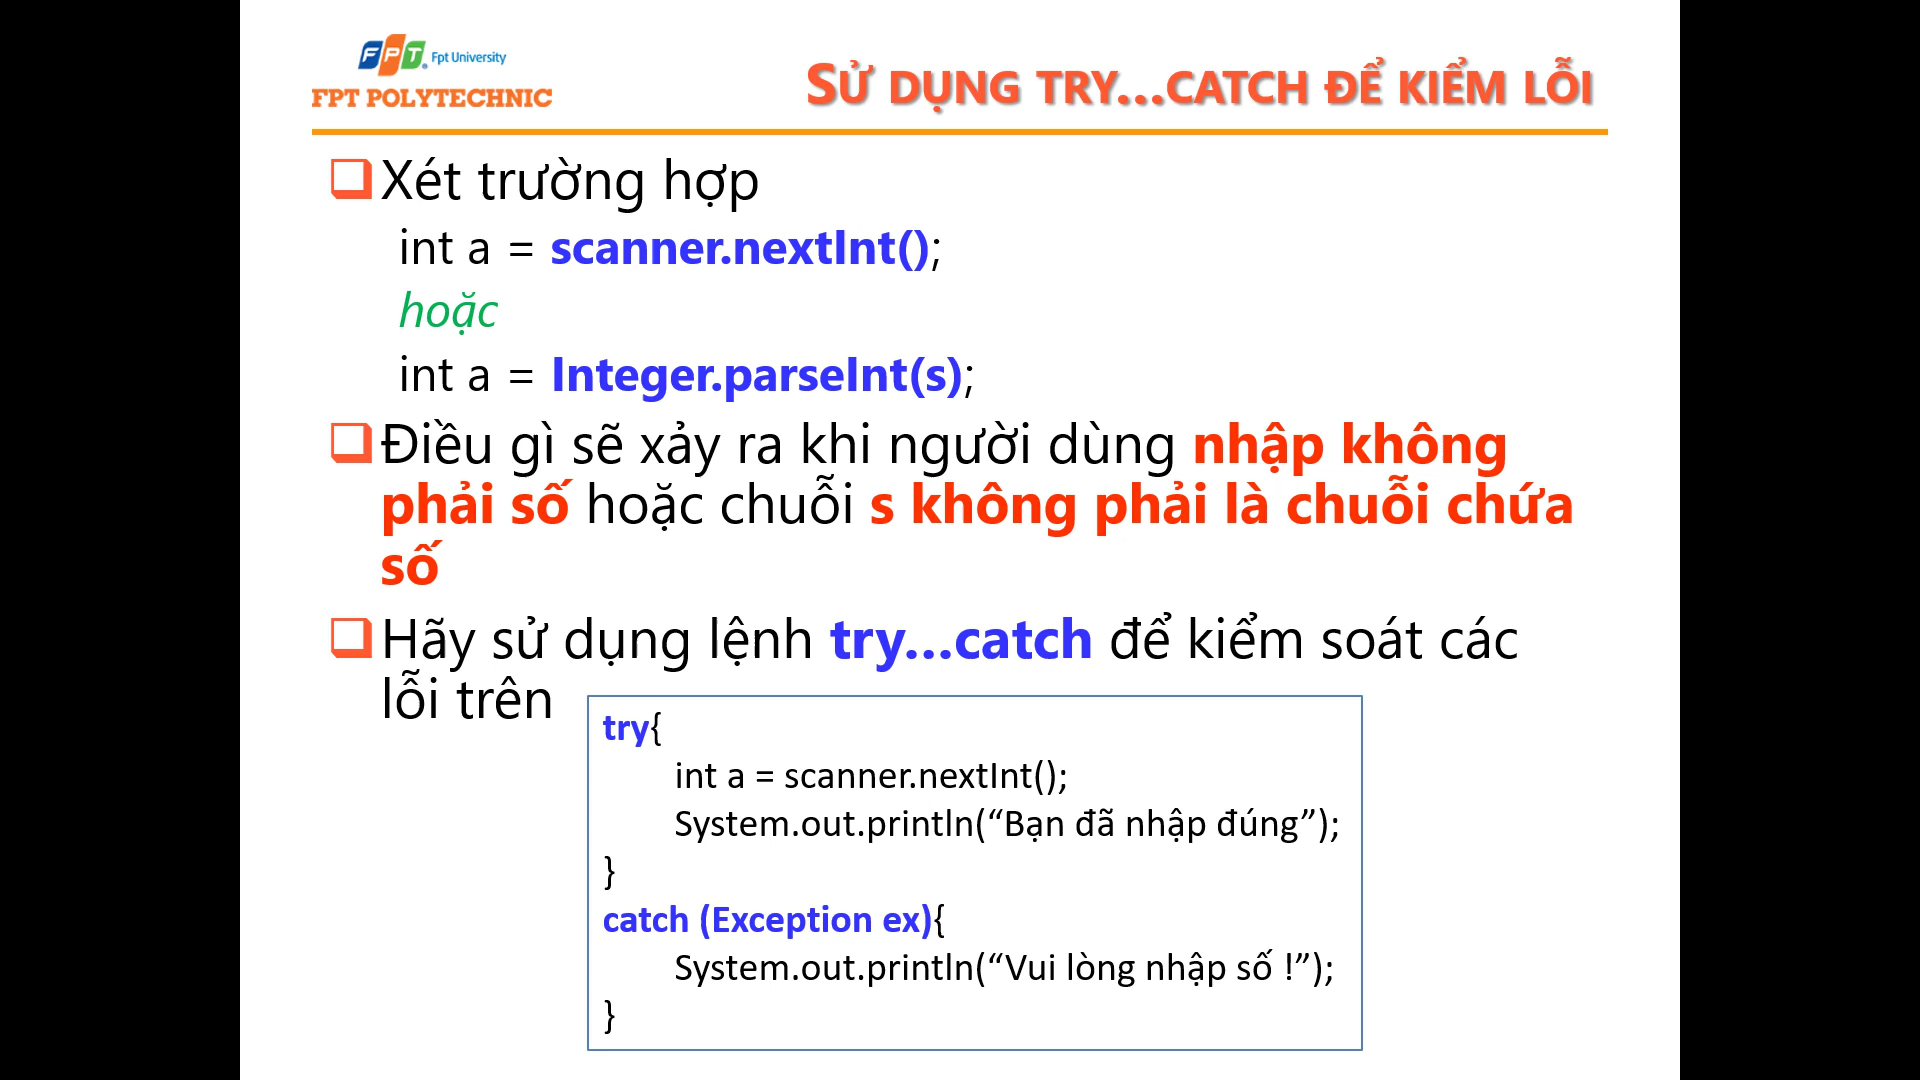 FPT. Fpt University
FPT POLYTECHNIC
SỬ DỤNG TRY...CATCH ĐỂ KIỂM LỖI
Xét trường hợp
int a = scanner.nextInt();
hoặc
int a = Integer.parseInt(s);
Điều gì sẽ xảy ra khi người dùng nhập không
phải số hoặc chuỗi s không phải là chuỗi chứa
số
Hãy sử dụng lệnh try...catch để kiểm soát các
lỗi trên
try{
int a = scanner.nextInt();
System.out.println(“Bạn đã nhập đúng”);
}
catch (Exception ex){
System.out.println(“Vui lòng nhập số !”);
}